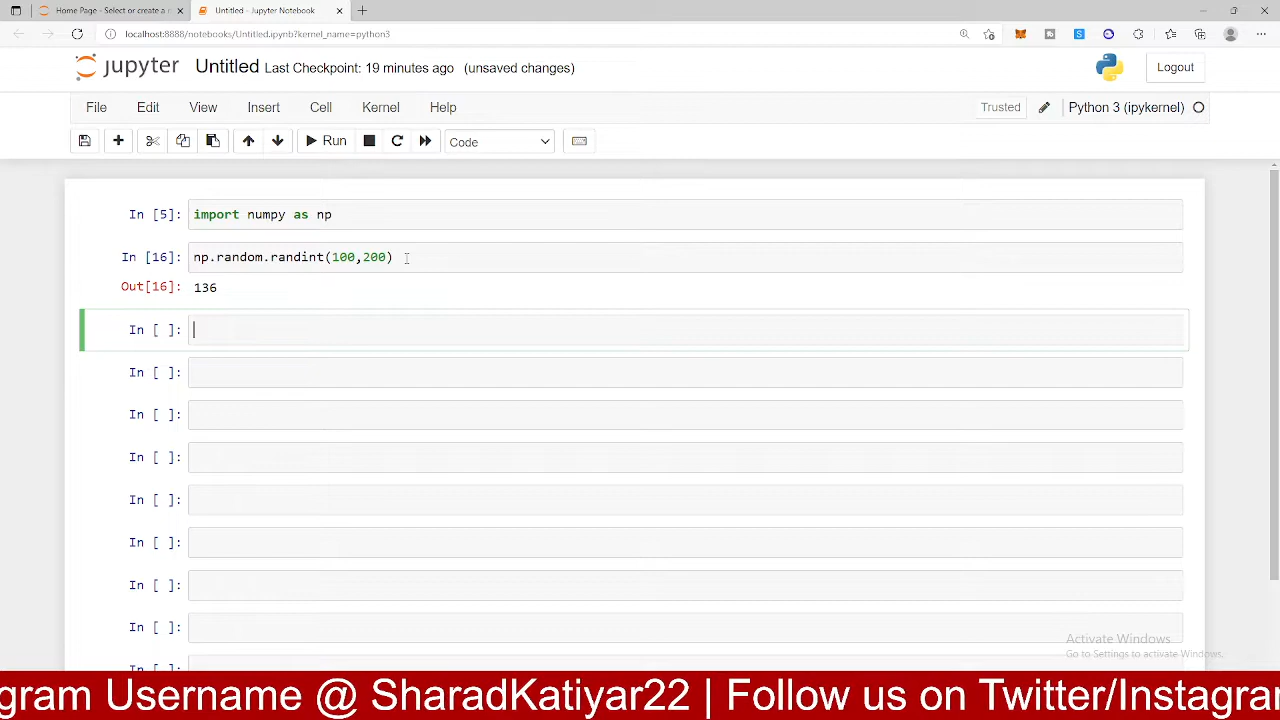 Home Page - Select or create a n
Untitled - Jupyter Notebook
localhost:8888/notebooks/Untitled.ipynb?kernel_name=python3
jupyter Untitled Last Checkpoint: 19 minutes ago (unsaved changes)
Logout
File Edit View Insert Cell Kernel Help
Trusted
Python 3 (ipykernel)
Run
Code
In [5]: import numpy as np
In [16]: np.random.randint(100,200)
Out[16]: 136
In [ ]:
In [ ]:
In [ ]:
In [ ]:
In [ ]:
In [ ]:
In [ ]:
In [ ]:
In [ ]:
Activate Windows
Go to Settings to activate Windows.
gram Username @ SharadKatiyar22 | Follow us on Twitter/Instagra